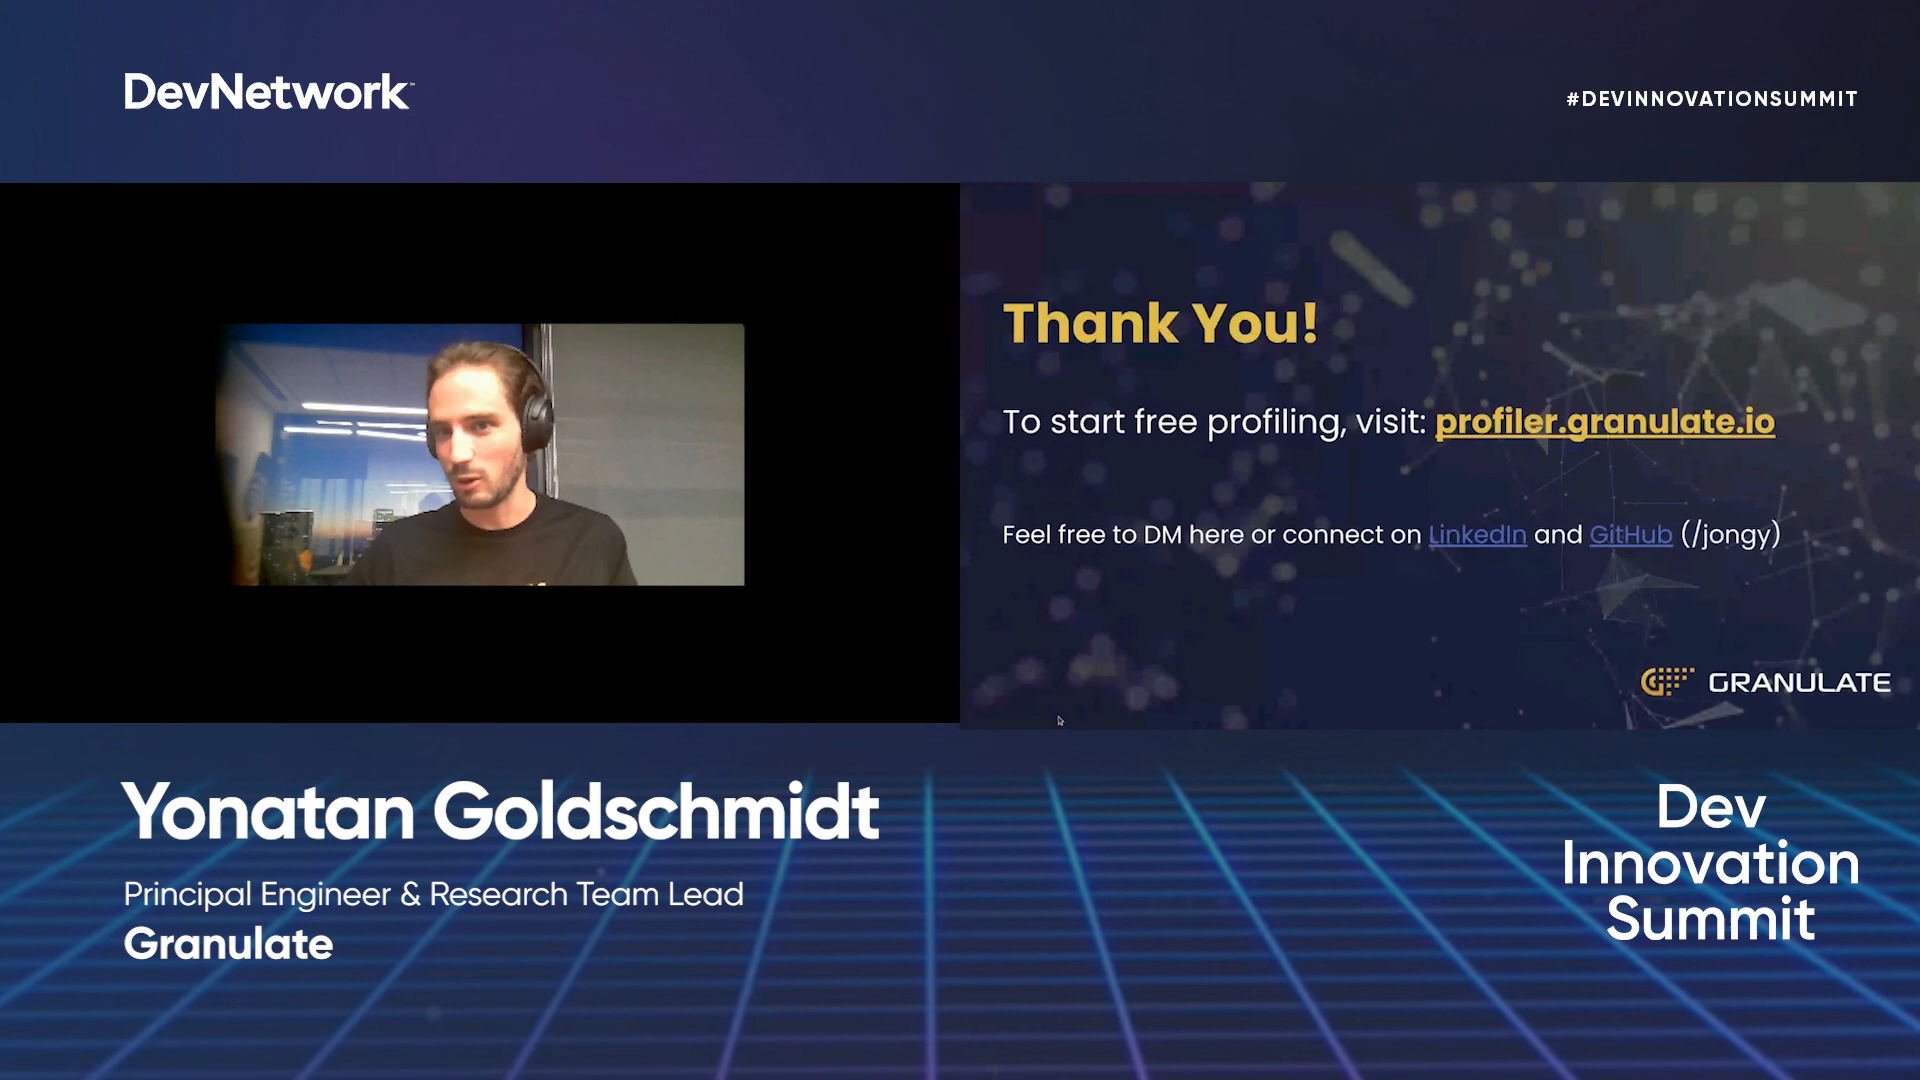 DevNetwork™
#DEVINNOVATIONSUMMIT
Thank You!
To start free profiling, visit: profiler.granulate.io
Feel free to DM here or connect on LinkedIn and GitHub (/jongy)
GRANULATE
Yonatan Goldschmidt
Principal Engineer & Research Team Lead
Granulate
Dev
Innovation
Summit